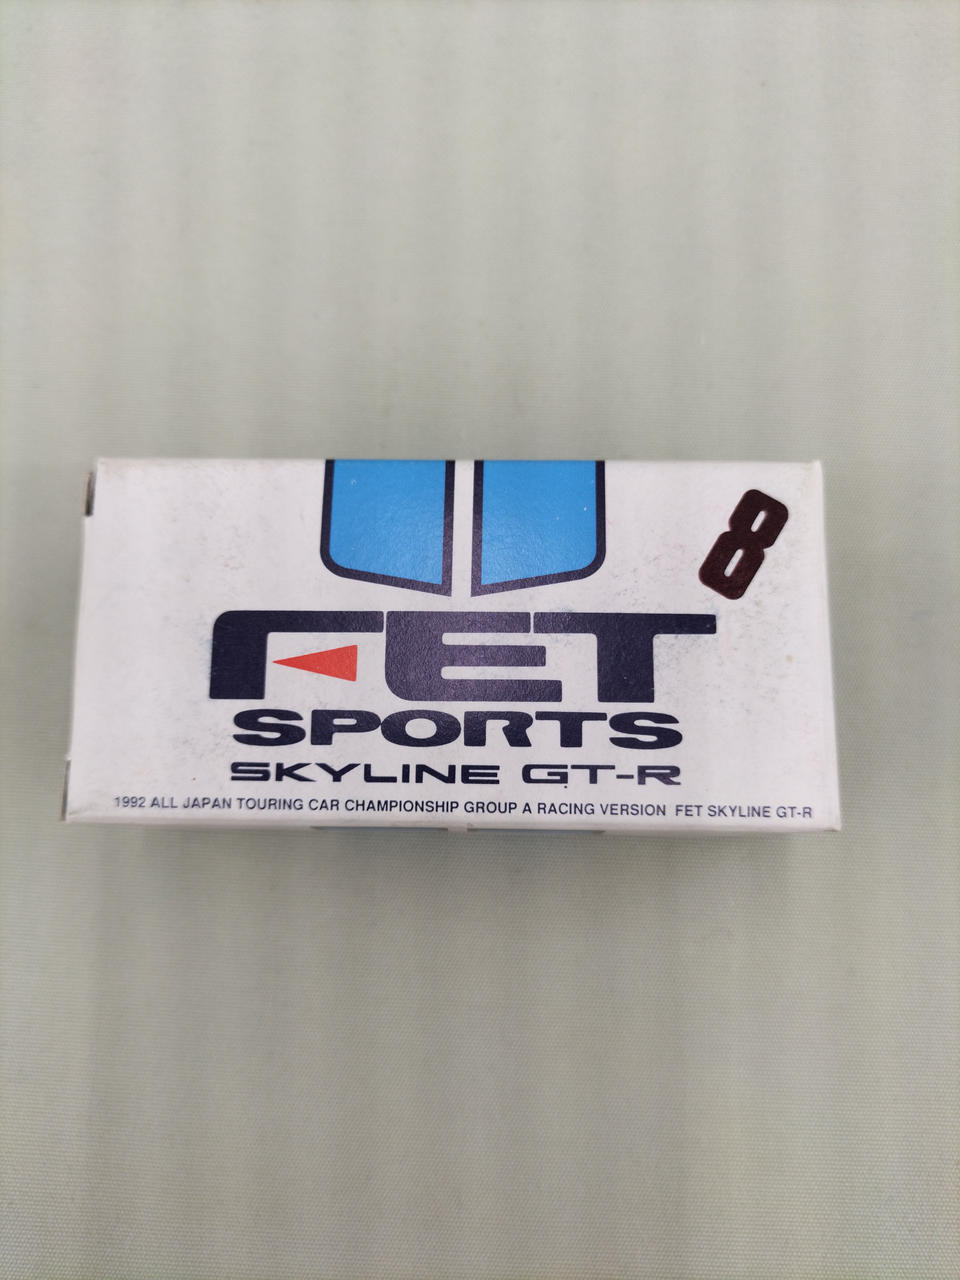 8
FET
SPORTS
SKYLINE GT-R
1992 ALL JAPAN TOURING CAR CHAMPIONSHIP GROUP A RACING VERSION FET SKYLINE GT-R